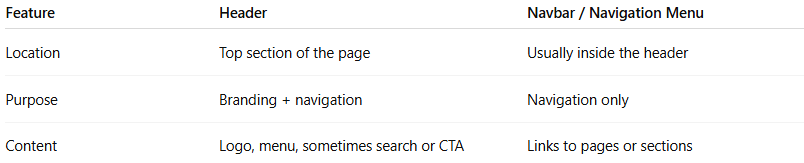 Feature Header Navbar / Navigation Menu
Location Top section of the page Usually inside the header
Purpose Branding + navigation Navigation only
Content Logo, menu, sometimes search or CTA Links to pages or sections